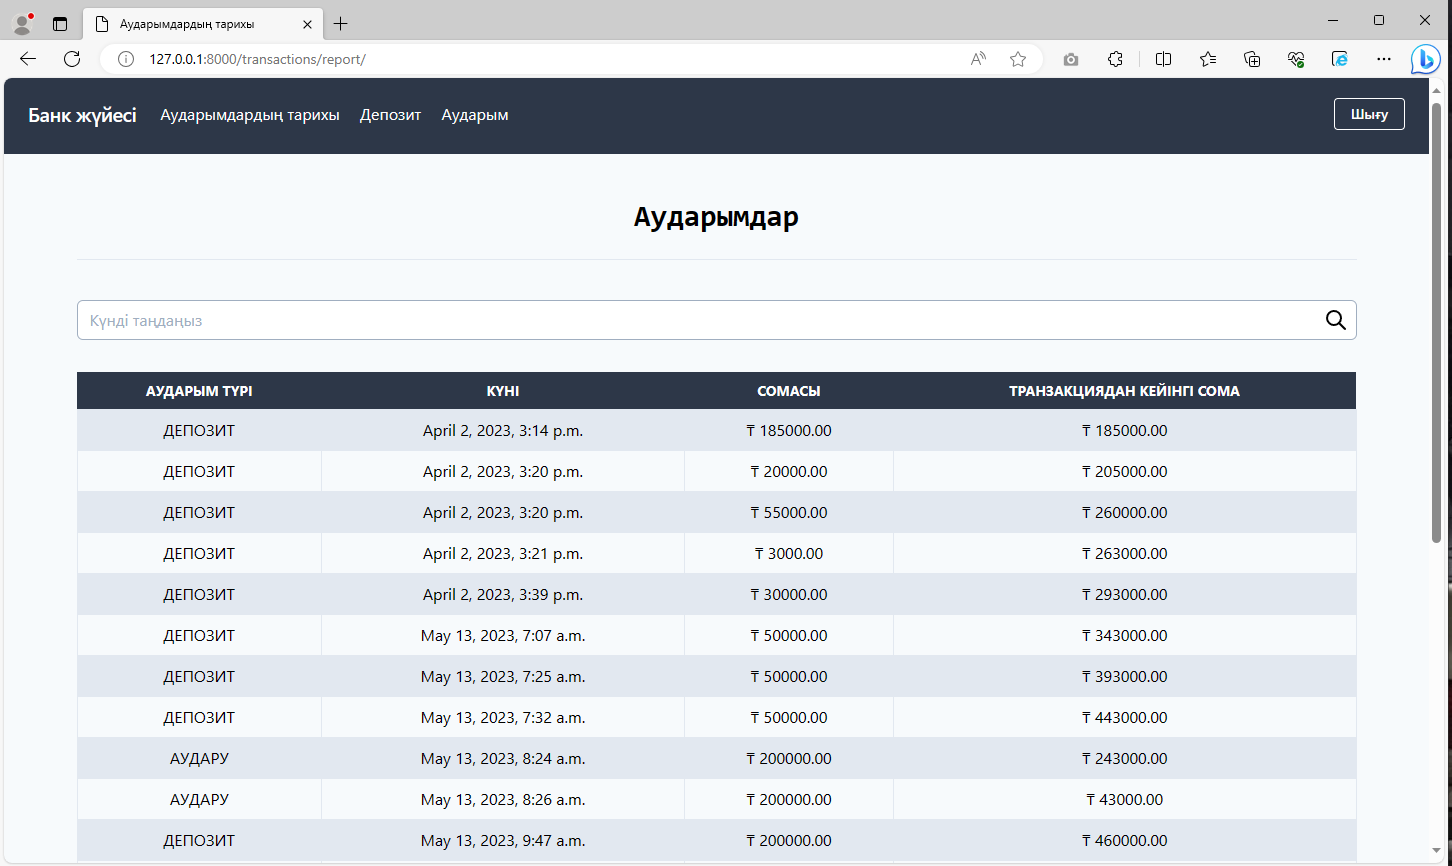 Аударымдардың тарихы
127.0.0.1:8000/transactions/report/
Банк жүйесі Аударымдардың тарихы Депозит Аударым Шығу
Аударымдар
Күнді таңдаңыз
АУДАРЫМ ТҮРІ КҮНІ СОМАСЫ ТРАНЗАКЦИЯДАН КЕЙІНГІ СОМА
ДЕПОЗИТ April 2, 2023, 3:14 p.m. ₸ 185000.00 ₸ 185000.00
ДЕПОЗИТ April 2, 2023, 3:20 p.m. ₸ 20000.00 ₸ 205000.00
ДЕПОЗИТ April 2, 2023, 3:20 p.m. ₸ 55000.00 ₸ 260000.00
ДЕПОЗИТ April 2, 2023, 3:21 p.m. ₸ 3000.00 ₸ 263000.00
ДЕПОЗИТ April 2, 2023, 3:39 p.m. ₸ 30000.00 ₸ 293000.00
ДЕПОЗИТ May 13, 2023, 7:07 a.m. ₸ 50000.00 ₸ 343000.00
ДЕПОЗИТ May 13, 2023, 7:25 a.m. ₸ 50000.00 ₸ 393000.00
ДЕПОЗИТ May 13, 2023, 7:32 a.m. ₸ 50000.00 ₸ 443000.00
АУДАРУ May 13, 2023, 8:24 a.m. ₸ 200000.00 ₸ 243000.00
АУДАРУ May 13, 2023, 8:26 a.m. ₸ 200000.00 ₸ 43000.00
ДЕПОЗИТ May 13, 2023, 9:47 a.m. ₸ 200000.00 ₸ 460000.00